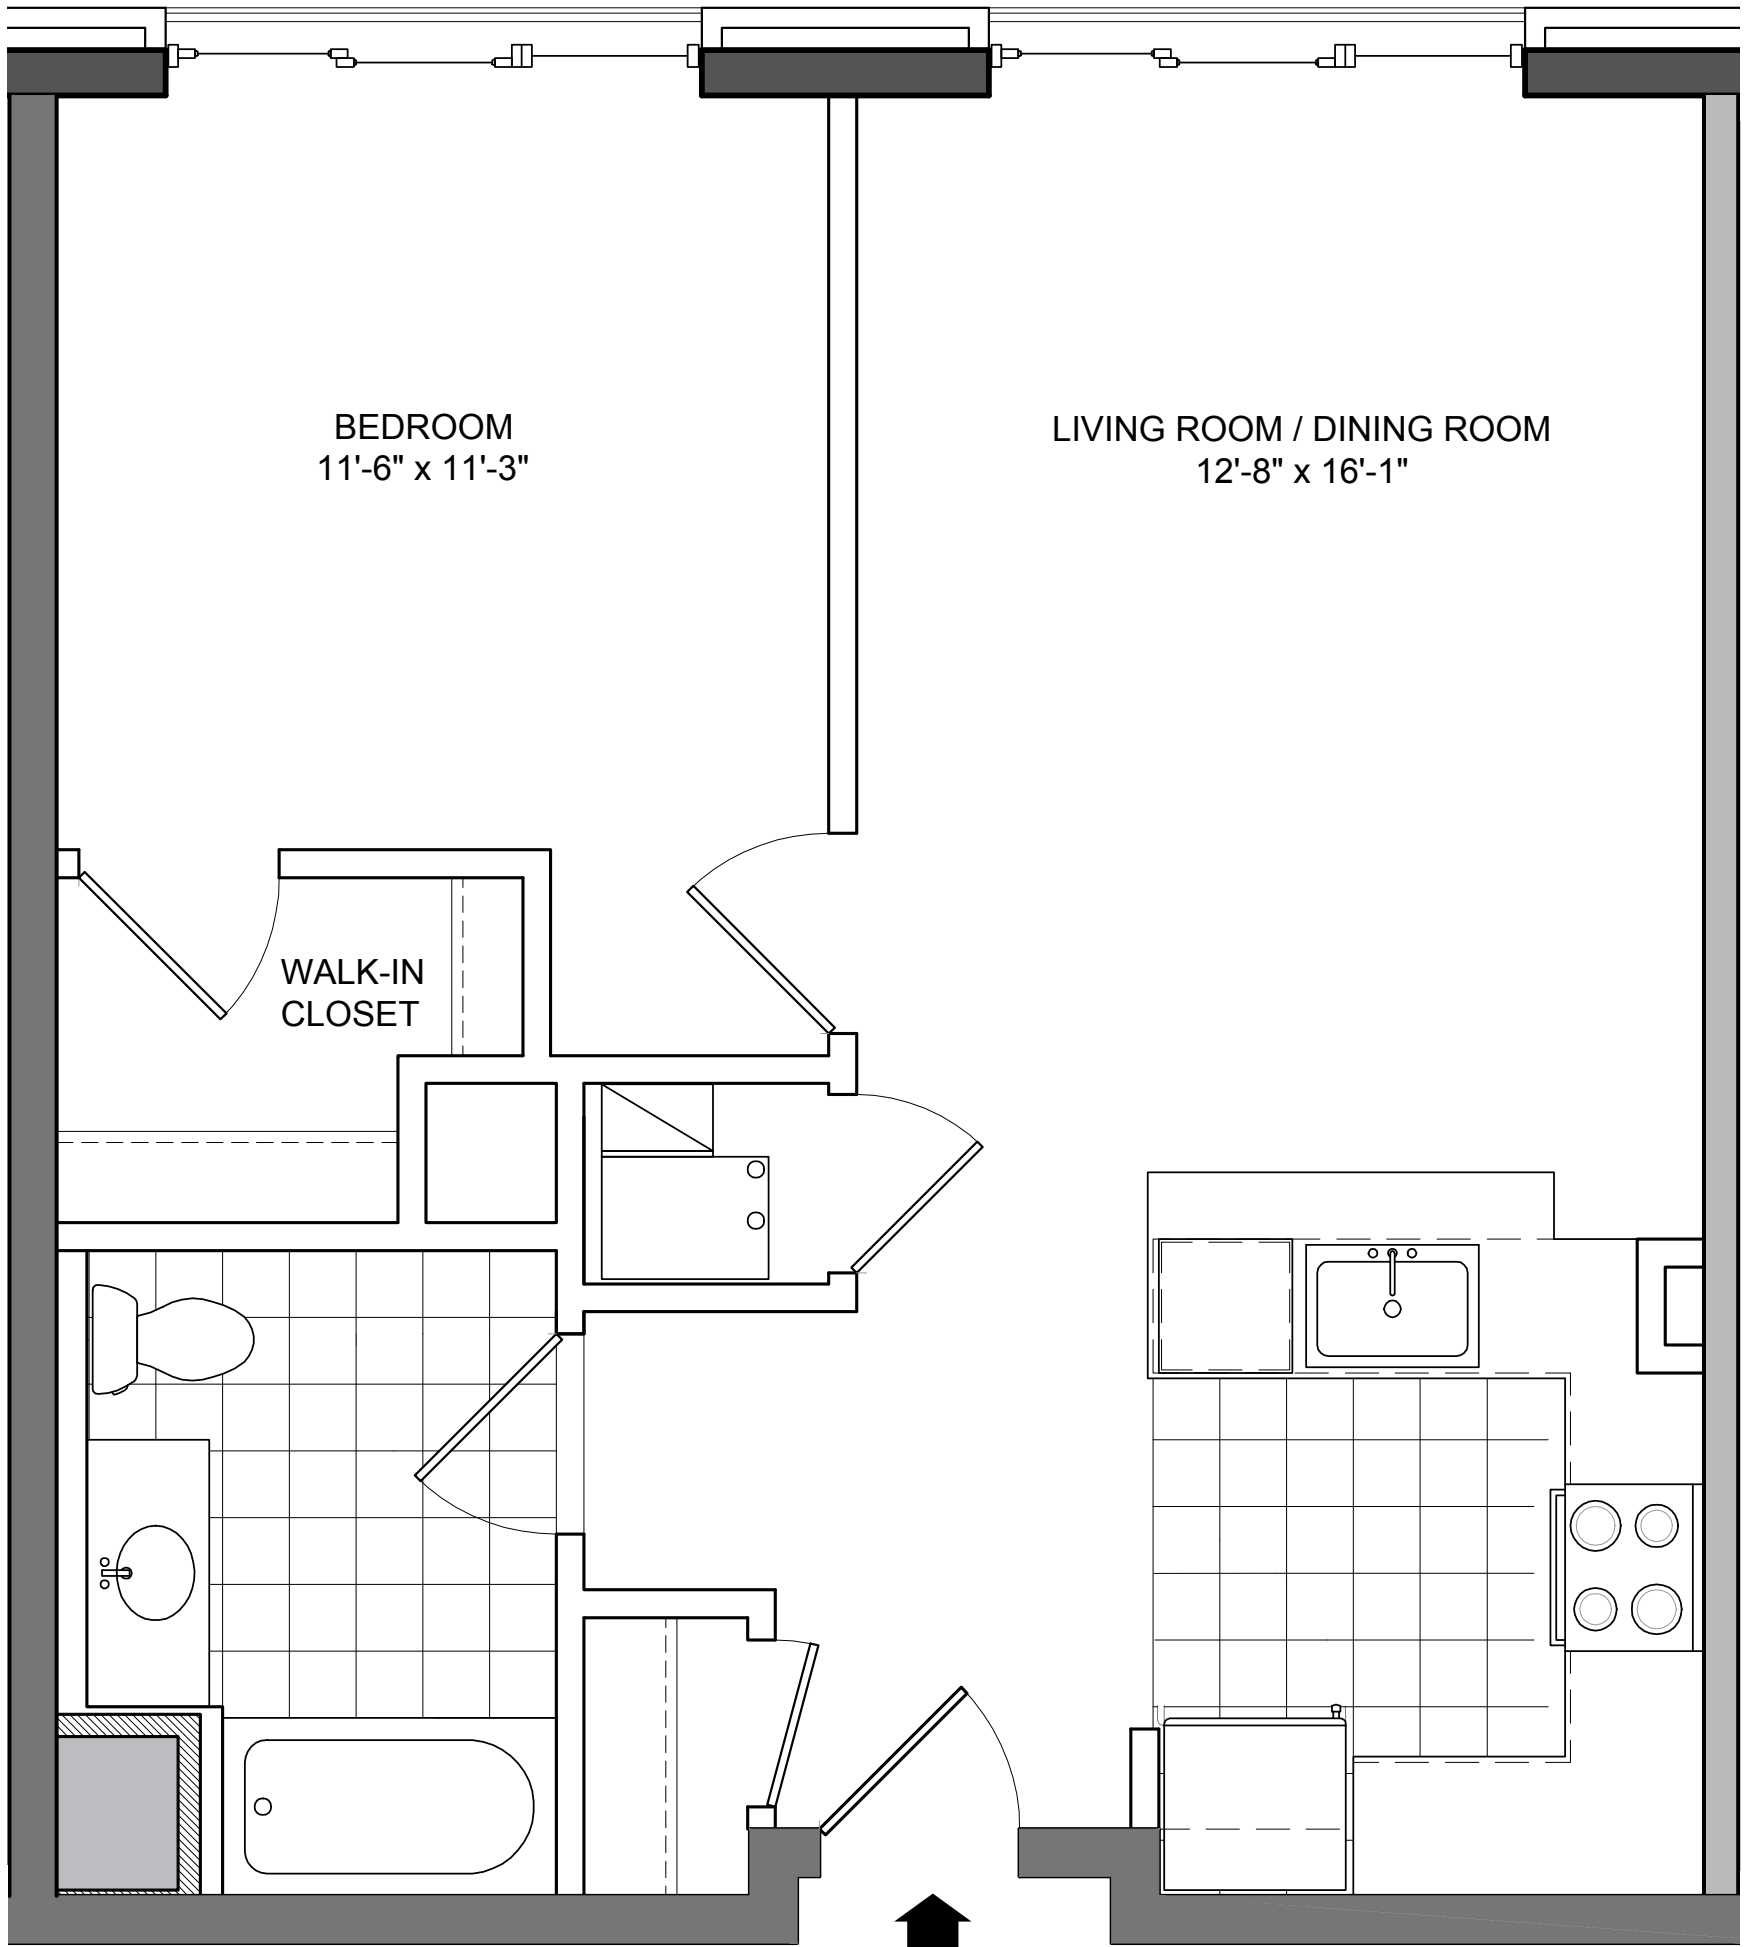 BEDROOM
11'-6" x 11'-3"
LIVING ROOM / DINING ROOM
12'-8" x 16'-1"
WALK-IN
CLOSET